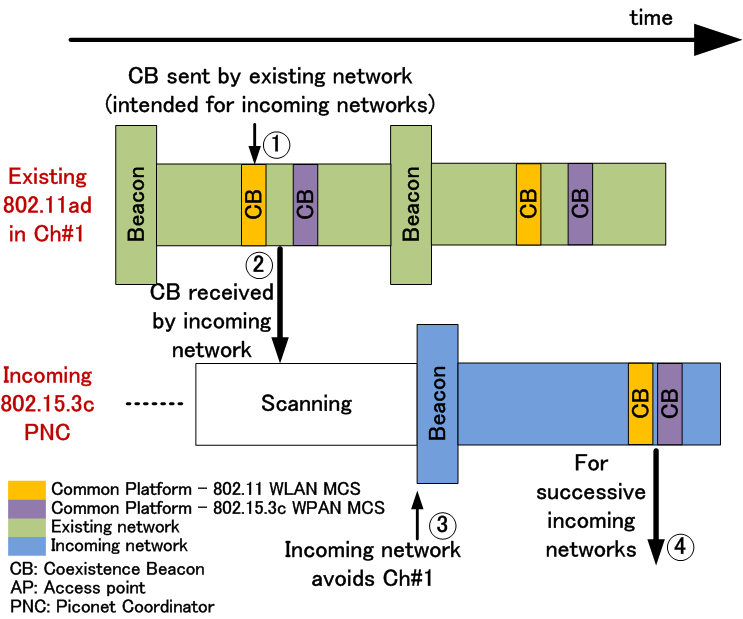 time
CB sent by existing network
(intended for incoming networks)
1
Existing
802.11ad
in Ch#1
Beacon
CB
CB
Beacon
CB
CB
2
CB received
by incoming
network
Incoming
802.15.3c
PNC
Scanning
Beacon
CB
CB
For
successive
incoming
networks
4
3
Incoming network
avoids Ch#1
Common Platform - 802.11 WLAN MCS
Common Platform - 802.15.3c WPAN MCS
Existing network
Incoming network
CB: Coexistence Beacon
AP: Access point
PNC: Piconet Coordinator